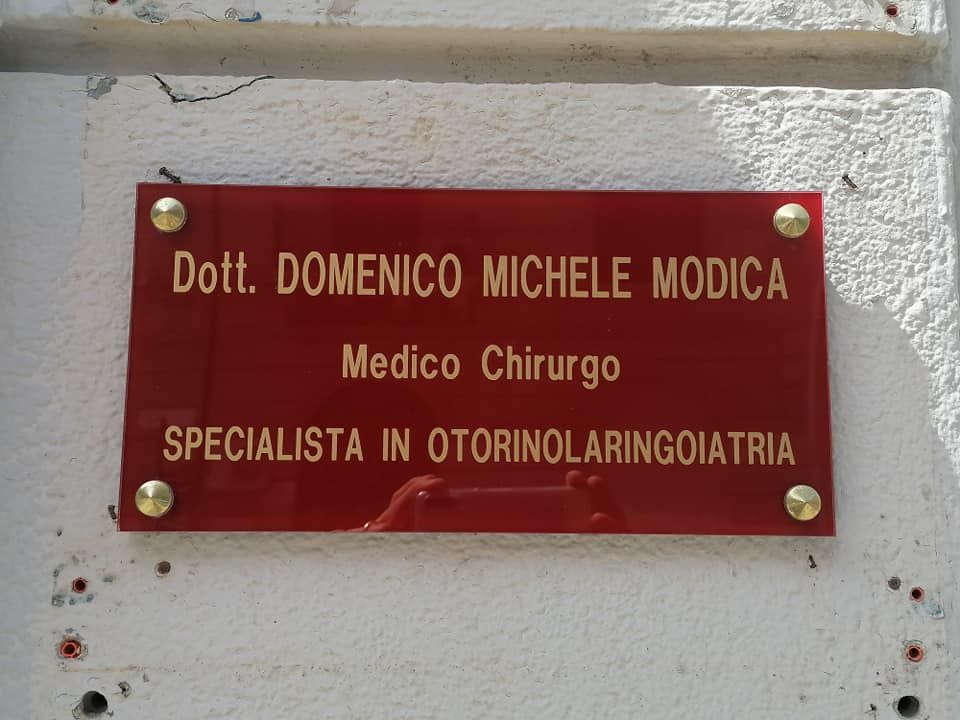 Dott. DOMENICO MICHELE MODICA
Medico Chirurgo
SPECIALISTA IN OTORINOLARINGOIATRIA